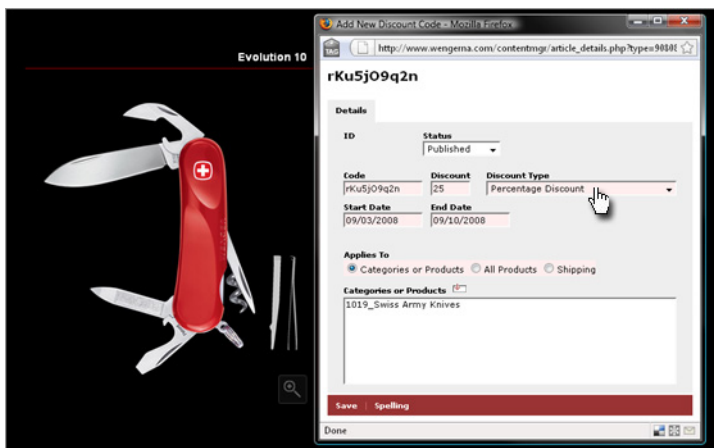 Evolution 10
Add New Discount Code - Mozilla Firefox
TAG
http://www.wengerna.com/contentmgr/article_details.php?type=
rKu5jO9q2n
Details
ID Status
Published
Code Discount Discount Type
rKu5jO9q2n 25 Percentage Discount
Start Date End Date
09/03/2008 09/10/2008
Applies To
Categories or Products All Products Shipping
Categories or Products
1019_Swiss Army Knives
Save | Spelling
Done